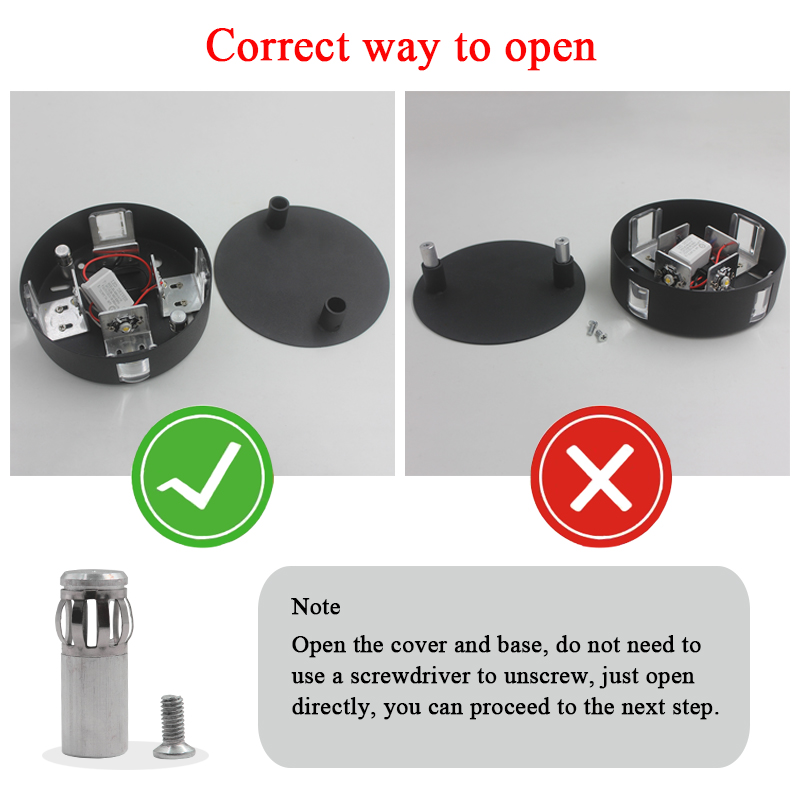 Correct way to open
Note
Open the cover and base, do not need to
use a screwdriver to unscrew, just open
directly, you can proceed to the next step.